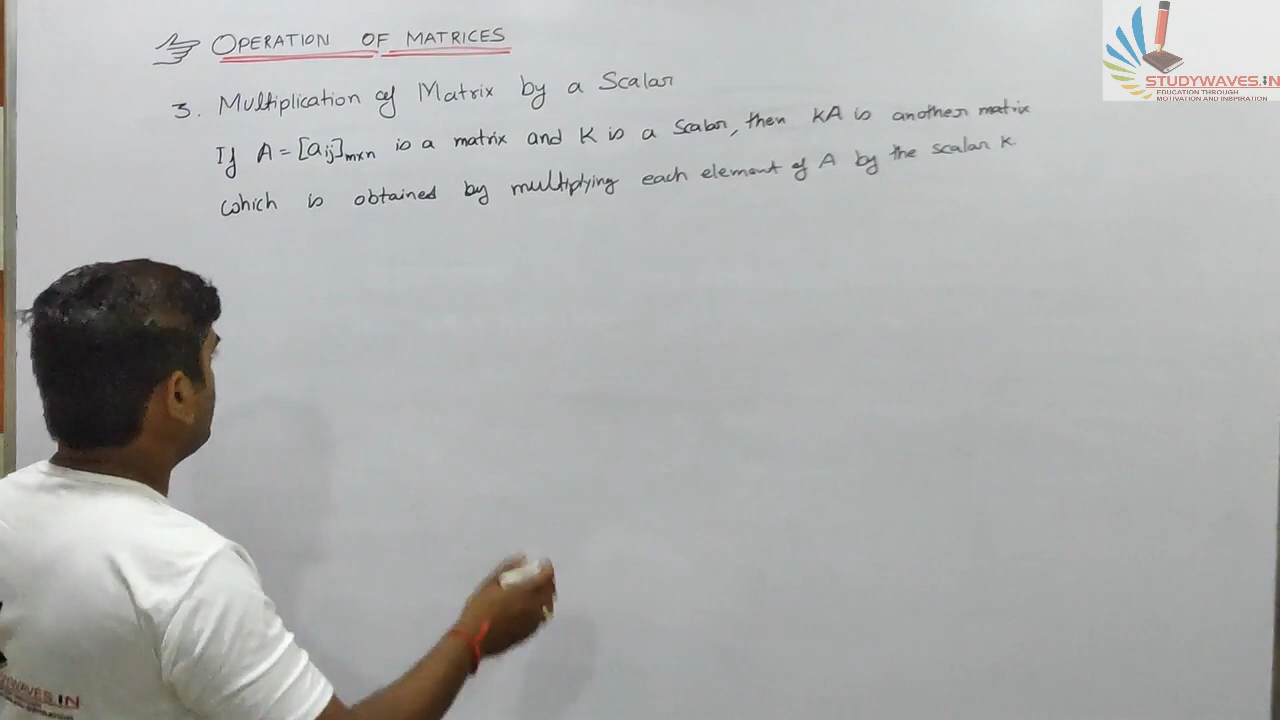 OPERATION OF MATRICES
3. Multiplication of Matrix by a Scalar
If A = [aij]m×n is a matrix and K is a scalar, then KA is another matrix
which is obtained by multiplying each element of A by the scalar K.
STUDYWAVES.IN
EDUCATION THROUGH
MOTIVATION AND INSPIRATION